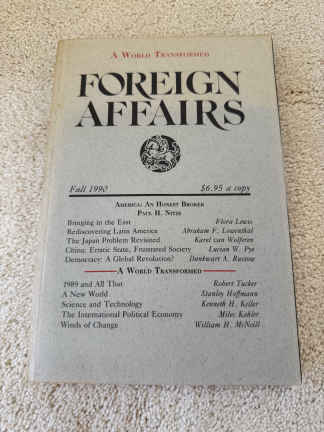 A WORLD TRANSFORMED
FOREIGN
AFFAIRS
Fall 1990 $6.95 a copy
AMERICA: AN HONEST BROKER
PAUL H. NITZE
Bringing in the East Flora Lewis
Rediscovering Latin America Abraham F. Lowenthal
The Japan Problem Revisited Karel van Wolferen
China: Erratic State, Frustrated Society Lucian W. Pye
Democracy: A Global Revolution? Dankwart A. Rustow
A WORLD TRANSFORMED
1989 and All That Robert Tucker
A New World Stanley Hoffmann
Science and Technology Kenneth H. Keller
The International Political Economy Miles Kahler
Winds of Change William H. McNeill